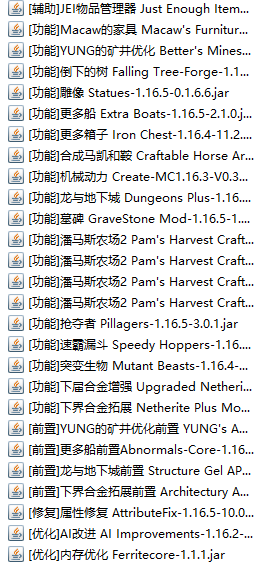 [辅助]JEI物品管理器 Just Enough Item...
[功能]Macaw的家具 Macaw's Furnitur...
[功能]YUNG的矿井优化 Better's Mines...
[功能]倒下的树 Falling Tree-Forge-1.1...
[功能]雕像 Statues-1.16.5-0.1.6.6.jar
[功能]更多船 Extra Boats-1.16.5-2.1.0.j...
[功能]更多箱子 Iron Chest-1.16.4-11.2....
[功能]合成马凯和鞍 Craftable Horse Ar...
[功能]机械动力 Create-MC1.16.3-V0.3...
[功能]龙与地下城 Dungeons Plus-1.16....
[功能]墓碑 GraveStone Mod-1.16.5-1....
[功能]潘马斯农场2 Pam's Harvest Craft...
[功能]潘马斯农场2 Pam's Harvest Craft...
[功能]潘马斯农场2 Pam's Harvest Craft...
[功能]潘马斯农场2 Pam's Harvest Craft...
[功能]抢夺者 Pillagers-1.16.5-3.0.1.jar
[功能]速霸漏斗 Speedy Hoppers-1.16....
[功能]突变生物 Mutant Beasts-1.16.4-...
[功能]下届合金增强 Upgraded Netheri...
[功能]下界合金拓展 Netherite Plus Mo...
[前置]YUNG的矿井优化前置 YUNG's A...
[前置]更多船前置Abnormals-Core-1.16...
[前置]龙与地下城前置 Structure Gel AP...
[前置]下界合金拓展前置 Architectury A...
[修复]属性修复 AttributeFix-1.16.5-10.0...
[优化]AI改进 AI Improvements-1.16.2-...
[优化]内存优化 Ferritecore-1.1.1.jar